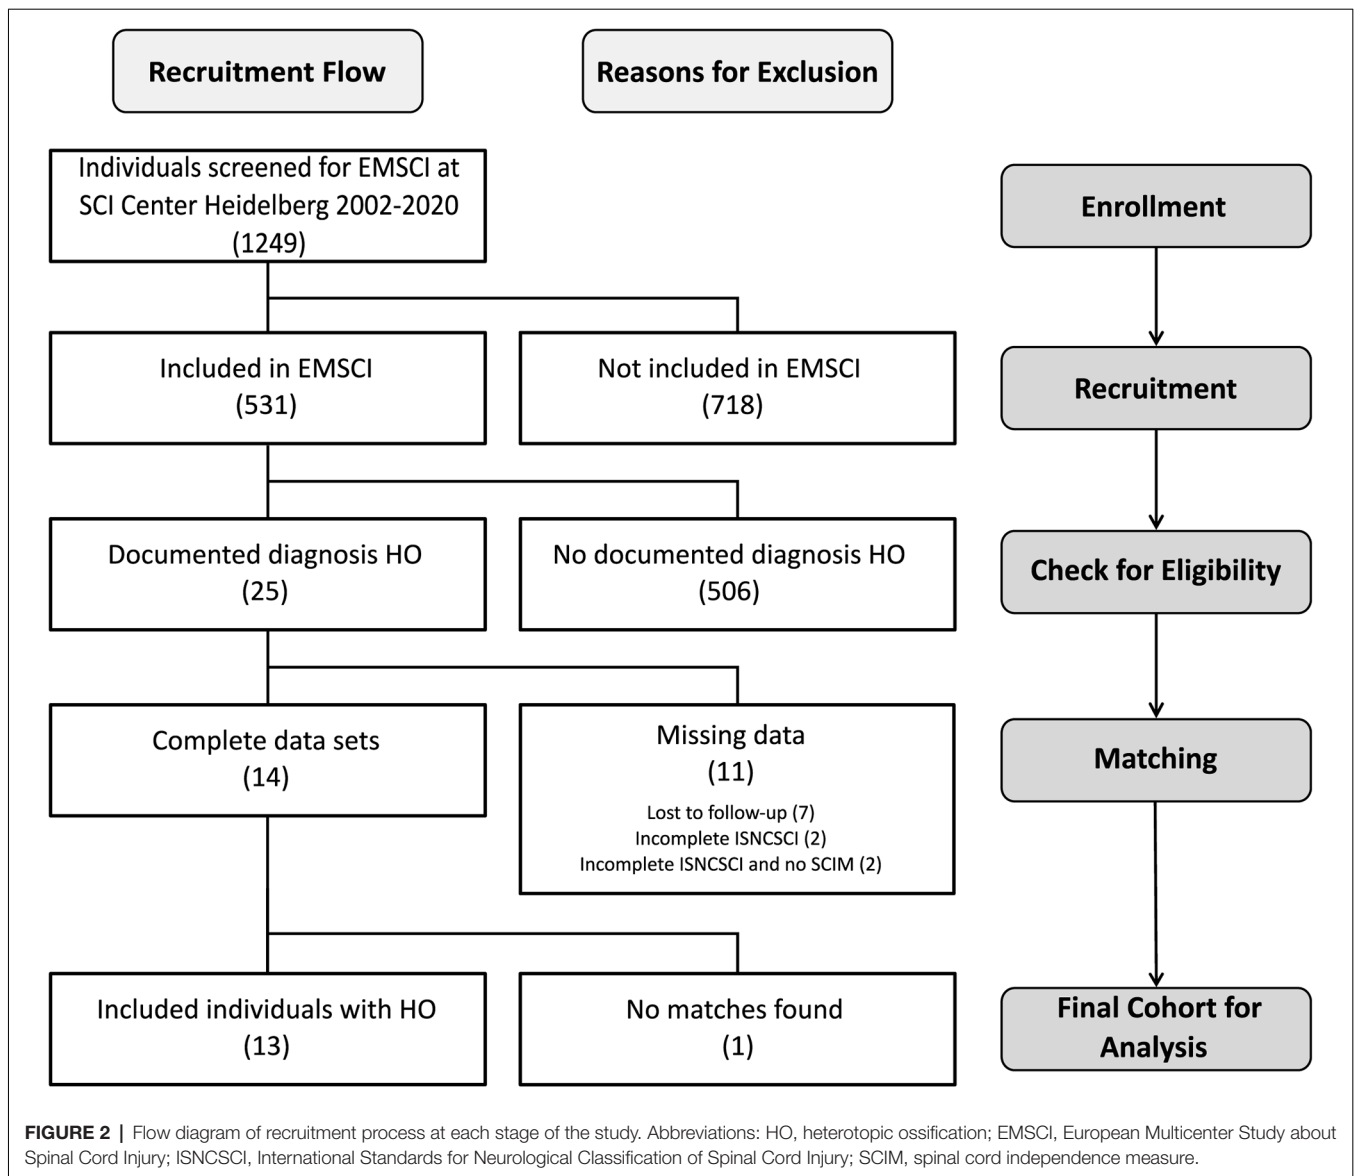 Recruitment Flow
Reasons for Exclusion
Individuals screened for EMSCI at
SCI Center Heidelberg 2002-2020
(1249)
Enrollment
Included in EMSCI
(531)
Not included in EMSCI
(718)
Recruitment
Documented diagnosis HO
(25)
No documented diagnosis HO
(506)
Check for Eligibility
Complete data sets
(14)
Missing data
(11)
Lost to follow-up (7)
Incomplete ISNCSCI (2)
Incomplete ISNCSCI and no SCIM (2)
Matching
Included individuals with HO
(13)
No matches found
(1)
Final Cohort for
Analysis
FIGURE 2 | Flow diagram of recruitment process at each stage of the study. Abbreviations: HO, heterotopic ossification; EMSCI, European Multicenter Study about
Spinal Cord Injury; ISNCSCI, International Standards for Neurological Classification of Spinal Cord Injury; SCIM, spinal cord independence measure.